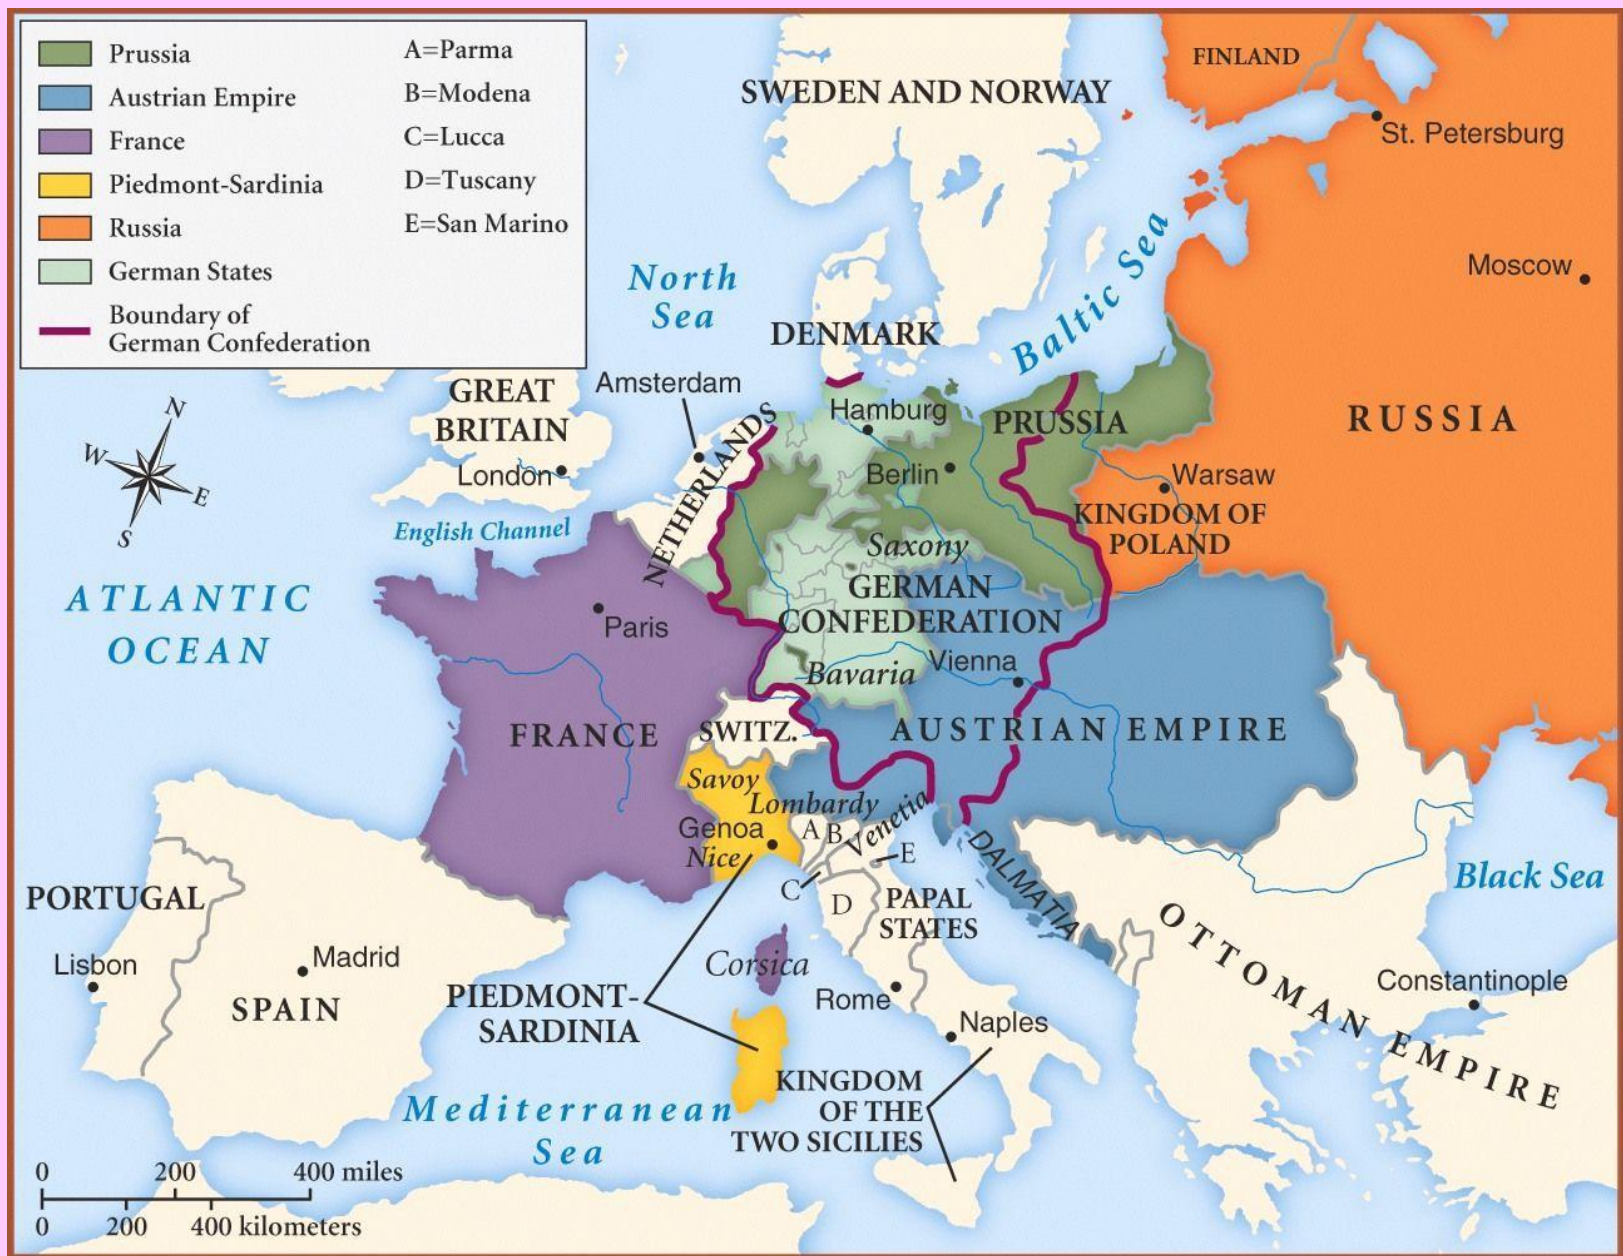 Prussia
Austrian Empire
France
Piedmont-Sardinia
Russia
German States
Boundary of
German Confederation
A=Parma
B=Modena
C=Lucca
D=Tuscany
E=San Marino
FINLAND
SWEDEN AND NORWAY
St. Petersburg
Moscow
North
Sea
Baltic Sea
DENMARK
Amsterdam
GREAT
BRITAIN
London
Hamburg
PRUSSIA
RUSSIA
N
W
E
S
NETHERLANDS
Berlin
Warsaw
KINGDOM OF
POLAND
English Channel
Saxony
ATLANTIC
OCEAN
GERMAN
CONFEDERATION
Paris
Vienna
Bavaria
FRANCE
SWITZ.
AUSTRIAN EMPIRE
Savoy
Lombardy
Venetia
Genoa
Nice
A
B
E
C
D
DALMATIA
Black Sea
PORTUGAL
PAPAL
STATES
OTTOMAN EMPIRE
Lisbon
Madrid
Corsica
SPAIN
PIEDMONT-
SARDINIA
Rome
Constantinople
Naples
KINGDOM
OF THE
TWO SICILIES
Mediterranean
Sea
0 200 400 miles
0 200 400 kilometers